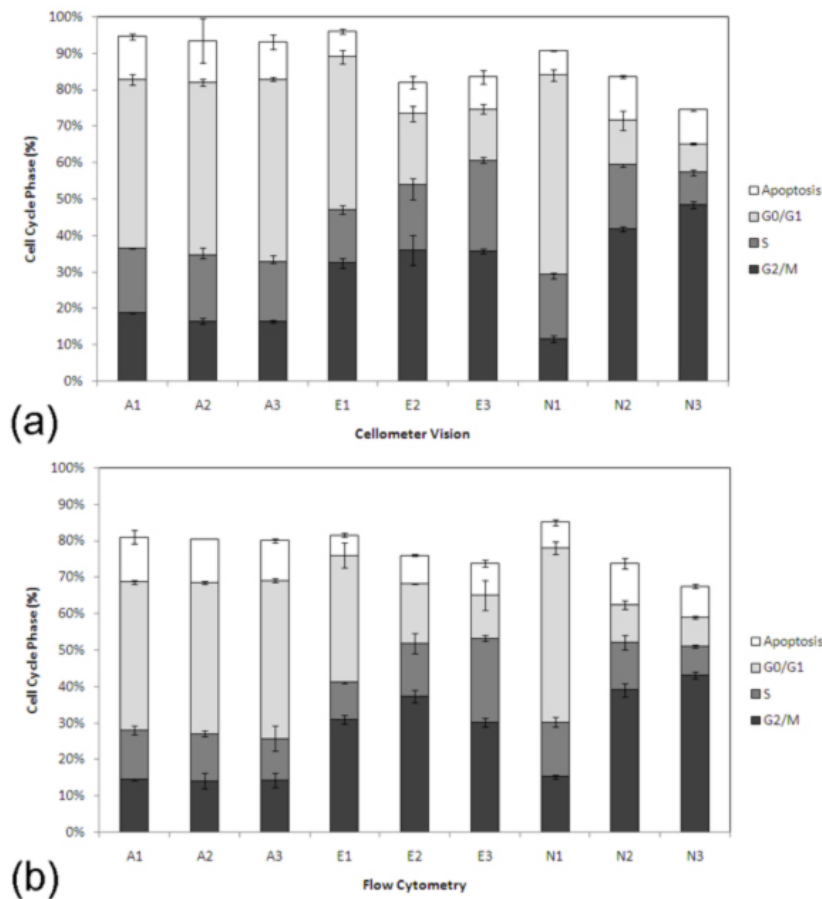 100%
90%
80%
70%
60%
50%
40%
30%
20%
10%
0%
Cell Cycle Phase (%)
Apoptosis
G0/G1
S
G2/M
A1 A2 A3 E1 E2 E3 N1 N2 N3
(a)
Cellometer Vision
100%
90%
80%
70%
60%
50%
40%
30%
20%
10%
0%
Cell Cycle Phase (%)
Apoptosis
G0/G1
S
G2/M
A1 A2 A3 E1 E2 E3 N1 N2 N3
(b)
Flow Cytometry